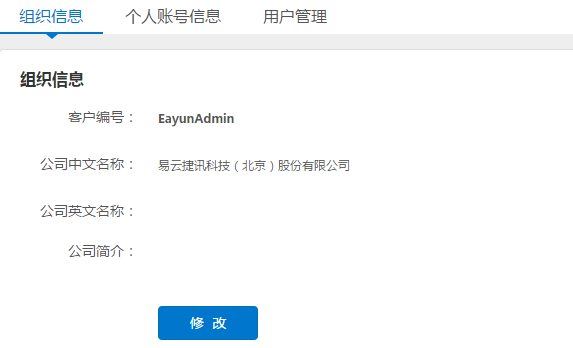 组织信息 个人账号信息 用户管理
组织信息
客户编号： EayunAdmin
公司中文名称： 易云捷讯科技（北京）股份有限公司
公司英文名称：
公司简介：
修 改